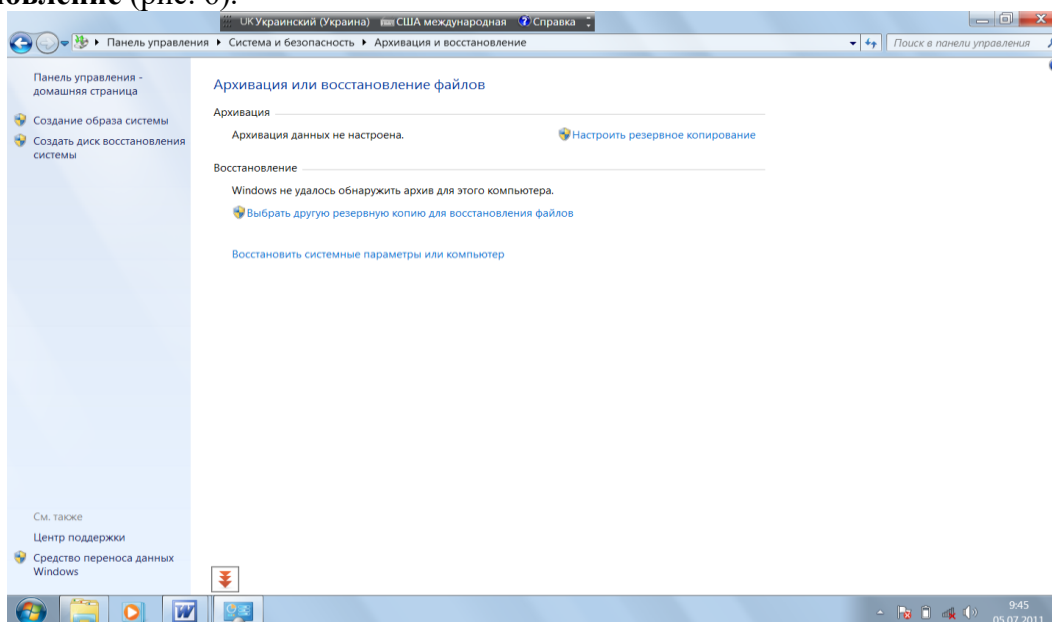 новление (рис. 6).
UK Украинский (Украина) США международная Справка
Панель управления Система и безопасность Архивация и восстановление
Поиск в панели управления
Панель управления -
домашняя страница
Создание образа системы
Создать диск восстановления
системы
Архивация или восстановление файлов
Архивация
Архивация данных не настроена.
Настроить резервное копирование
Восстановление
Windows не удалось обнаружить архив для этого компьютера.
Выбрать другую резервную копию для восстановления файлов
Восстановить системные параметры или компьютер
См. также
Центр поддержки
Средство переноса данных
Windows
9:45
05.07.2011